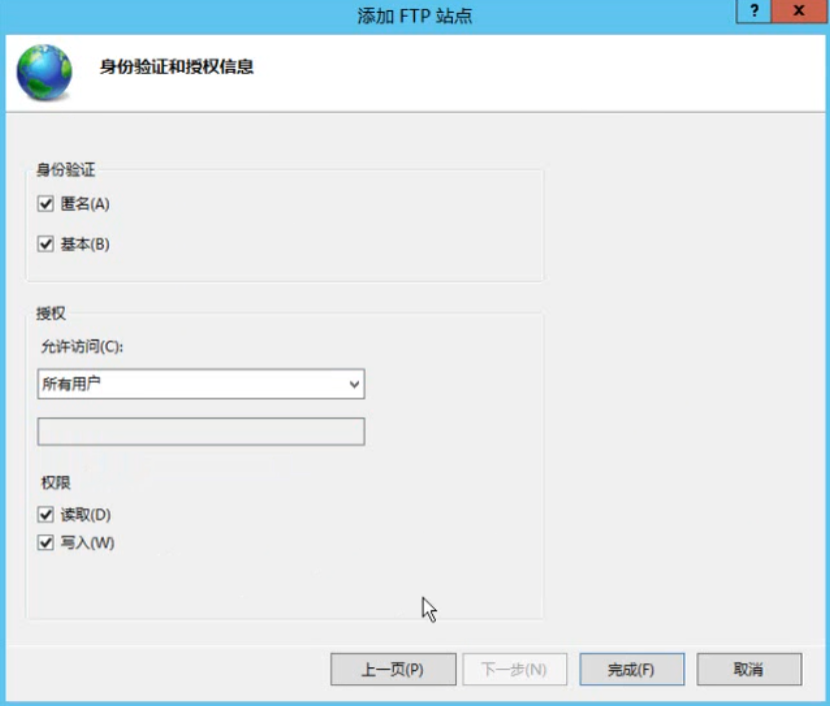 添加 FTP 站点
?
x
身份验证和授权信息
身份验证
匿名(A)
基本(B)
授权
允许访问(C):
所有用户
权限
读取(D)
写入(W)
上一页(P)
下一步(N)
完成(F)
取消